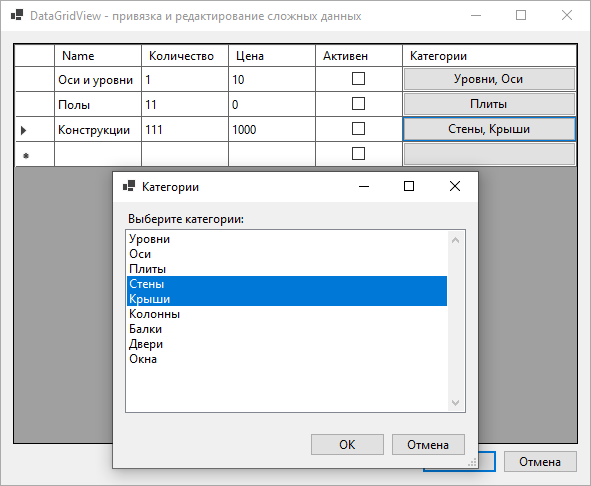 DataGridView - привязка и редактирование сложных данных
Name Количество Цена Активен Категории
Оси и уровни 1 10 Уровни, Оси
Полы 11 0 Плиты
Конструкции 111 1000 Стены, Крыши
Категории
Выберите категории:
Уровни
Оси
Плиты
Стены
Крыши
Колонны
Балки
Двери
Окна
ОК Отмена
Отмена